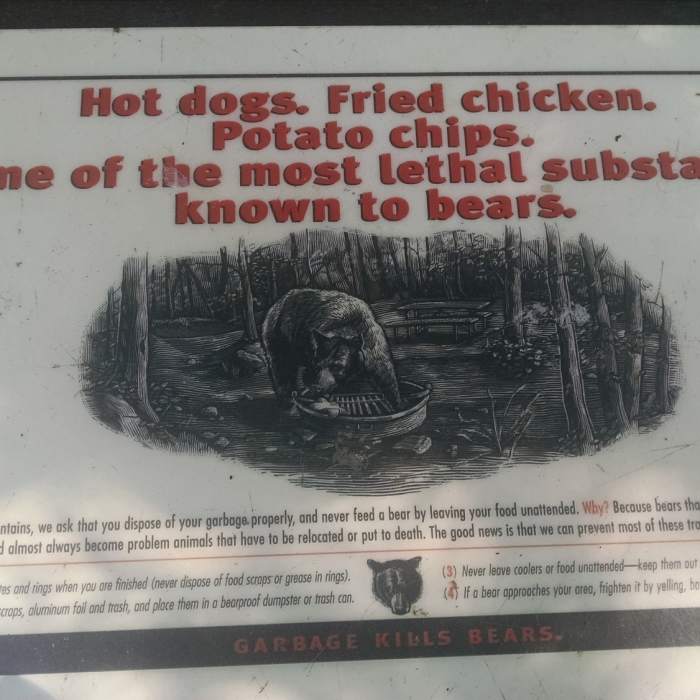 Hot dogs. Fried chicken.
Potato chips.
me of the most lethal substa
known to bears.
ntains, we ask that you dispose of your garbage properly, and never feed a bear by leaving your food unattended. Why? Because bears tha
d almost always become problem animals that have to be relocated or put to death. The good news is that we can prevent most of these tra
tes and rings when you are finished (never dispose of food scraps or grease in rings).
scraps, aluminum foil and trash, and place them in a bearproof dumpster or trash can.
(3) Never leave coolers or food unattended—keep them out
(4) If a bear approaches your area, frighten it by yelling, ba
GARBAGE KILLS BEARS.